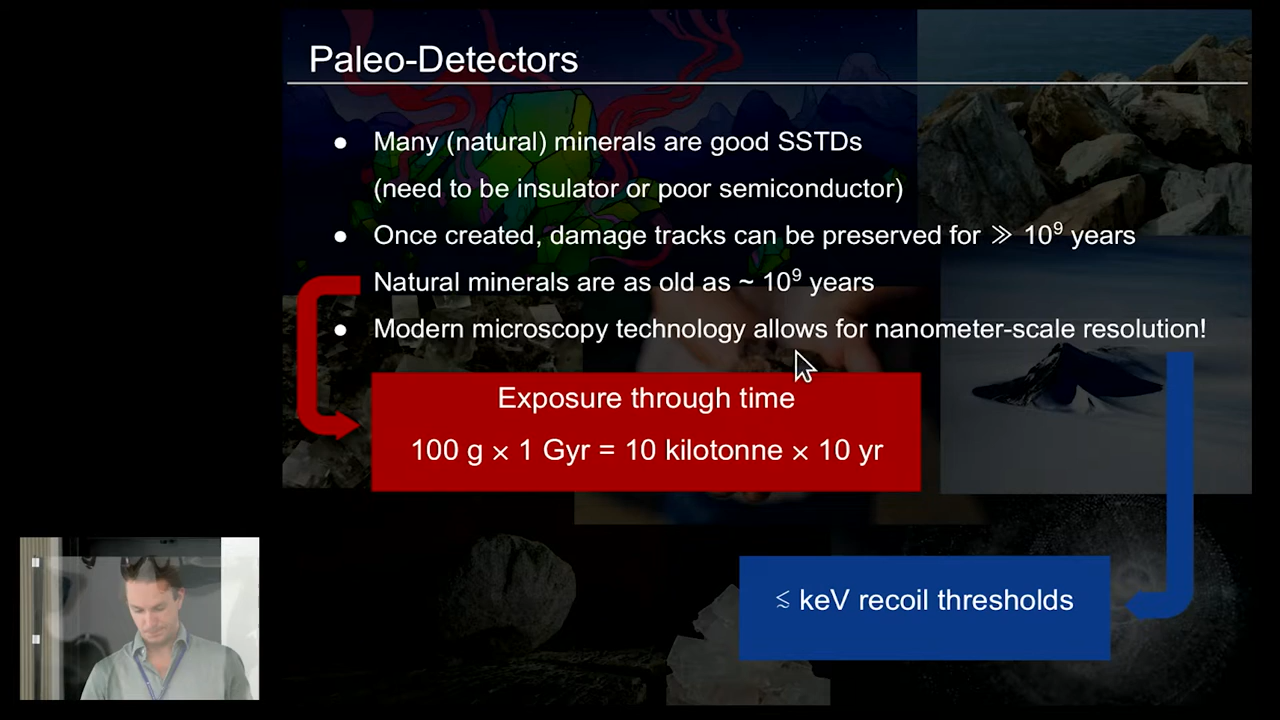 Paleo-Detectors
● Many (natural) minerals are good SSTDs
(need to be insulator or poor semiconductor)
● Once created, damage tracks can be preserved for ≫ 10⁹ years
Natural minerals are as old as ~ 10⁹ years
● Modern microscopy technology allows for nanometer-scale resolution!
Exposure through time
100 g × 1 Gyr = 10 kilotonne × 10 yr
≲ keV recoil thresholds